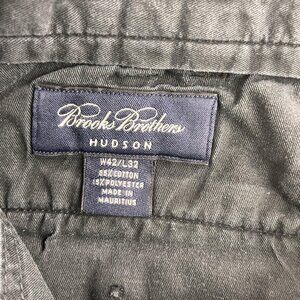 Brooks Brothers
HUDSON
W42/L32
85% COTTON
15% POLYESTER
MADE IN
MAURITIUS